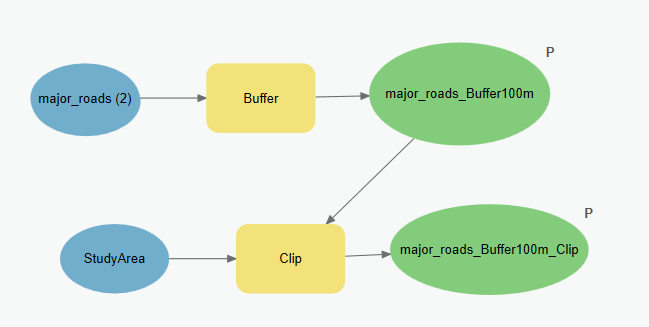 P
major_roads (2)
Buffer
major_roads_Buffer100m
P
StudyArea
Clip
major_roads_Buffer100m_Clip